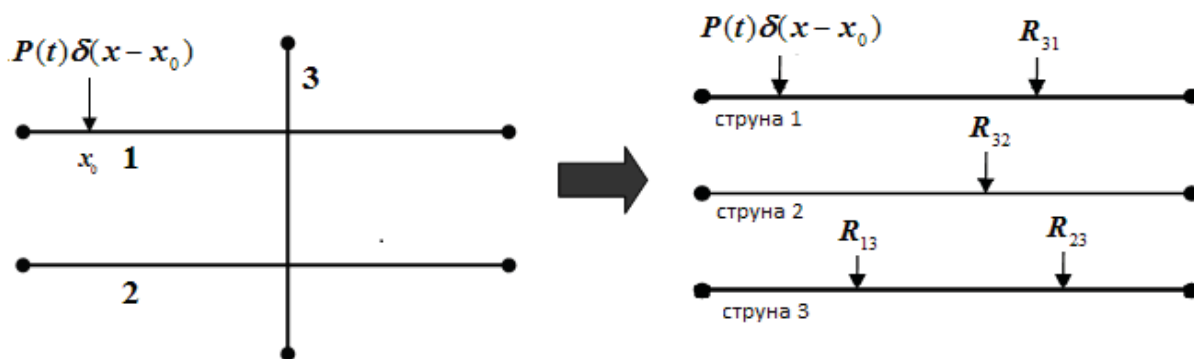 P(t)δ(x − x₀)
3
x₀
1
2
P(t)δ(x − x₀)
R₃₁
струна 1
R₃₂
струна 2
R₁₃
R₂₃
струна 3